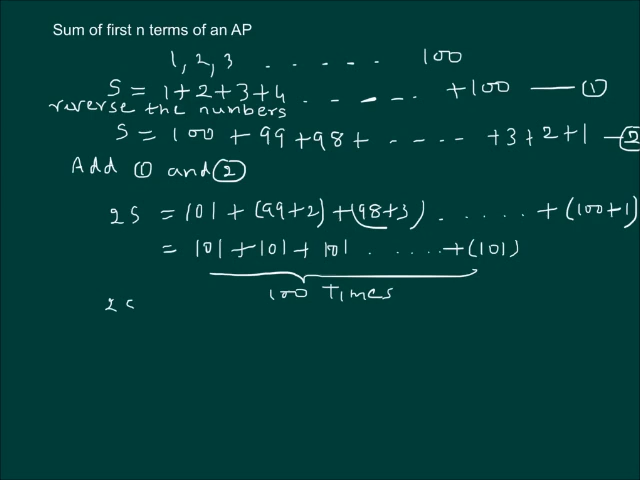 Sum of first n terms of an AP
1, 2, 3 . . . . . . 100
S = 1 + 2 + 3 + 4 . . . - . . +100 —— ①
reverse the numbers
S = 100 + 99 + 98 + - . . . - - +3 + 2 + 1 — ②
Add ① and ②
2S = 101 + (99+2) + (98+3) . . . . . . + (100+1)
= 101 + 101 + 101 . . . . . + (101)
100 Times
2S